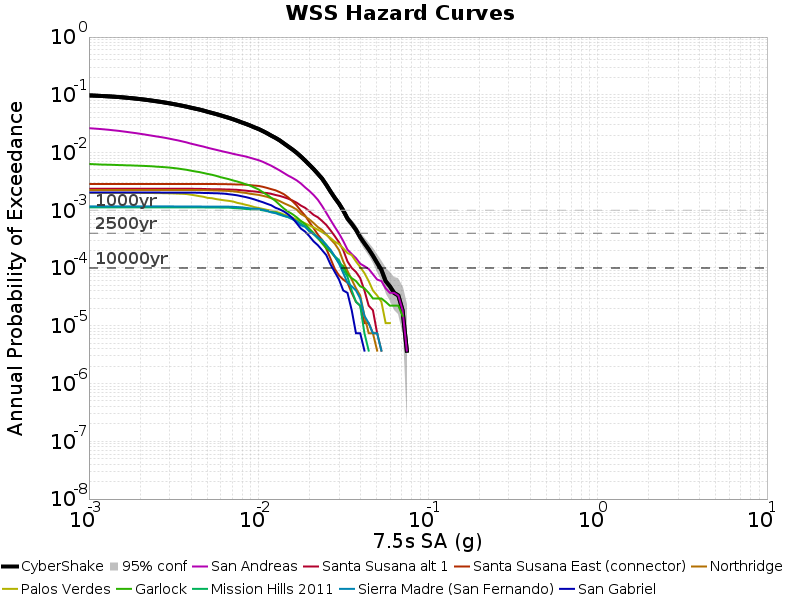 WSS Hazard Curves
Annual Probability of Exceedance
10^0
10^-1
10^-2
10^-3
10^-4
10^-5
10^-6
10^-7
10^-8
1000yr
2500yr
10000yr
10^-3 10^-2 10^-1 10^0 10^1
7.5s SA (g)
CyberShake 95% conf San Andreas Santa Susana alt 1 Santa Susana East (connector) Northridge
Palos Verdes Garlock Mission Hills 2011 Sierra Madre (San Fernando) San Gabriel